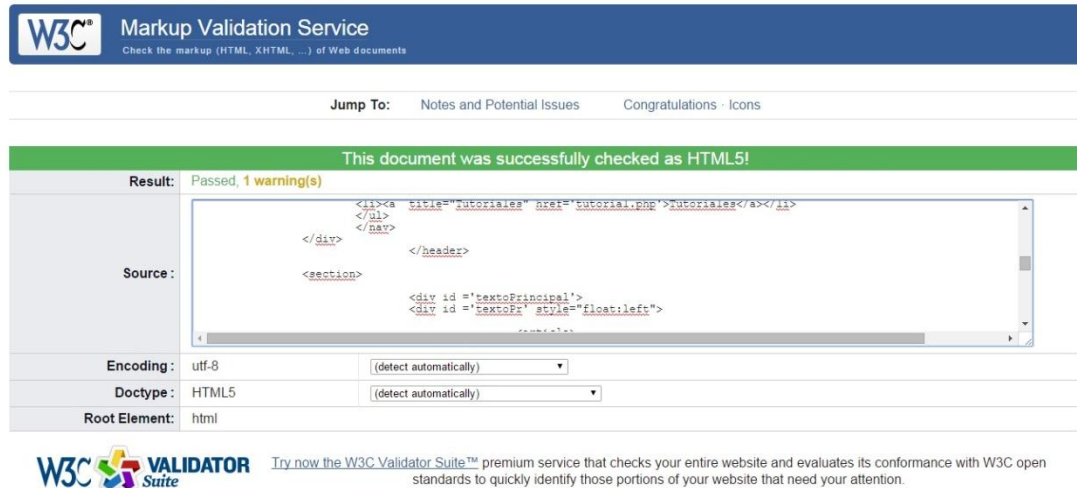 W3C®
Markup Validation Service
Check the markup (HTML, XHTML, ...) of Web documents
Jump To: Notes and Potential Issues Congratulations · Icons
This document was successfully checked as HTML5!
Result: Passed, 1 warning(s)
Source :
<li><a title="Tutoriales" href='tutorial.php'>Tutoriales</a></li>
</ul>
</nav>
</div>
</header>
<section>
<div id ='textoPrincipal'>
<div id ='textoPr' style="float:left">
Encoding : utf-8 (detect automatically)
Doctype : HTML5 (detect automatically)
Root Element: html
W3C VALIDATOR Suite
Try now the W3C Validator Suite™ premium service that checks your entire website and evaluates its conformance with W3C open
standards to quickly identify those portions of your website that need your attention.